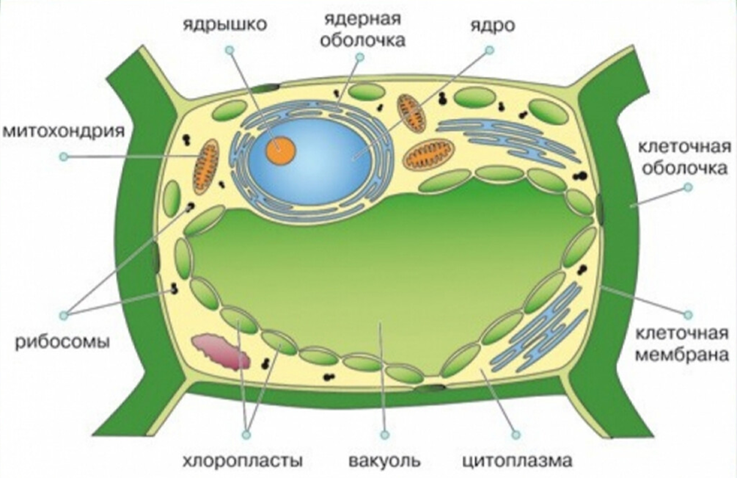 ядрышко
ядерная
оболочка
ядро
митохондрия
клеточная
оболочка
рибосомы
клеточная
мембрана
хлоропласты
вакуоль
цитоплазма